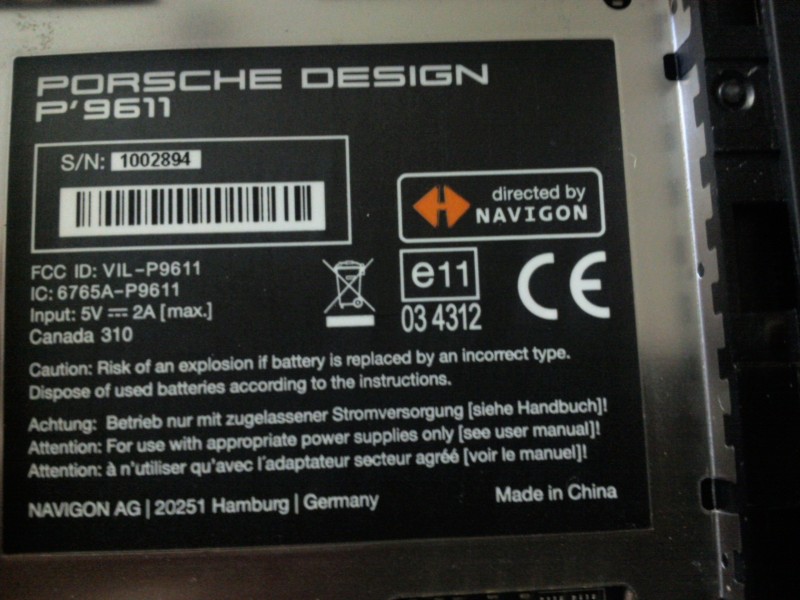 PORSCHE DESIGN
P'9611
S/N: 1002894
directed by
NAVIGON
FCC ID: VIL-P9611
IC: 6765A-P9611
Input: 5V ⎓ 2A [max.]
Canada 310
e11
03 4312
CE
Caution: Risk of an explosion if battery is replaced by an incorrect type.
Dispose of used batteries according to the instructions.
Achtung: Betrieb nur mit zugelassener Stromversorgung [siehe Handbuch]!
Attention: For use with appropriate power supplies only [see user manual]!
Attention: à n'utiliser qu'avec l'adaptateur secteur agréé [voir le manuel]!
NAVIGON AG | 20251 Hamburg | Germany
Made in China